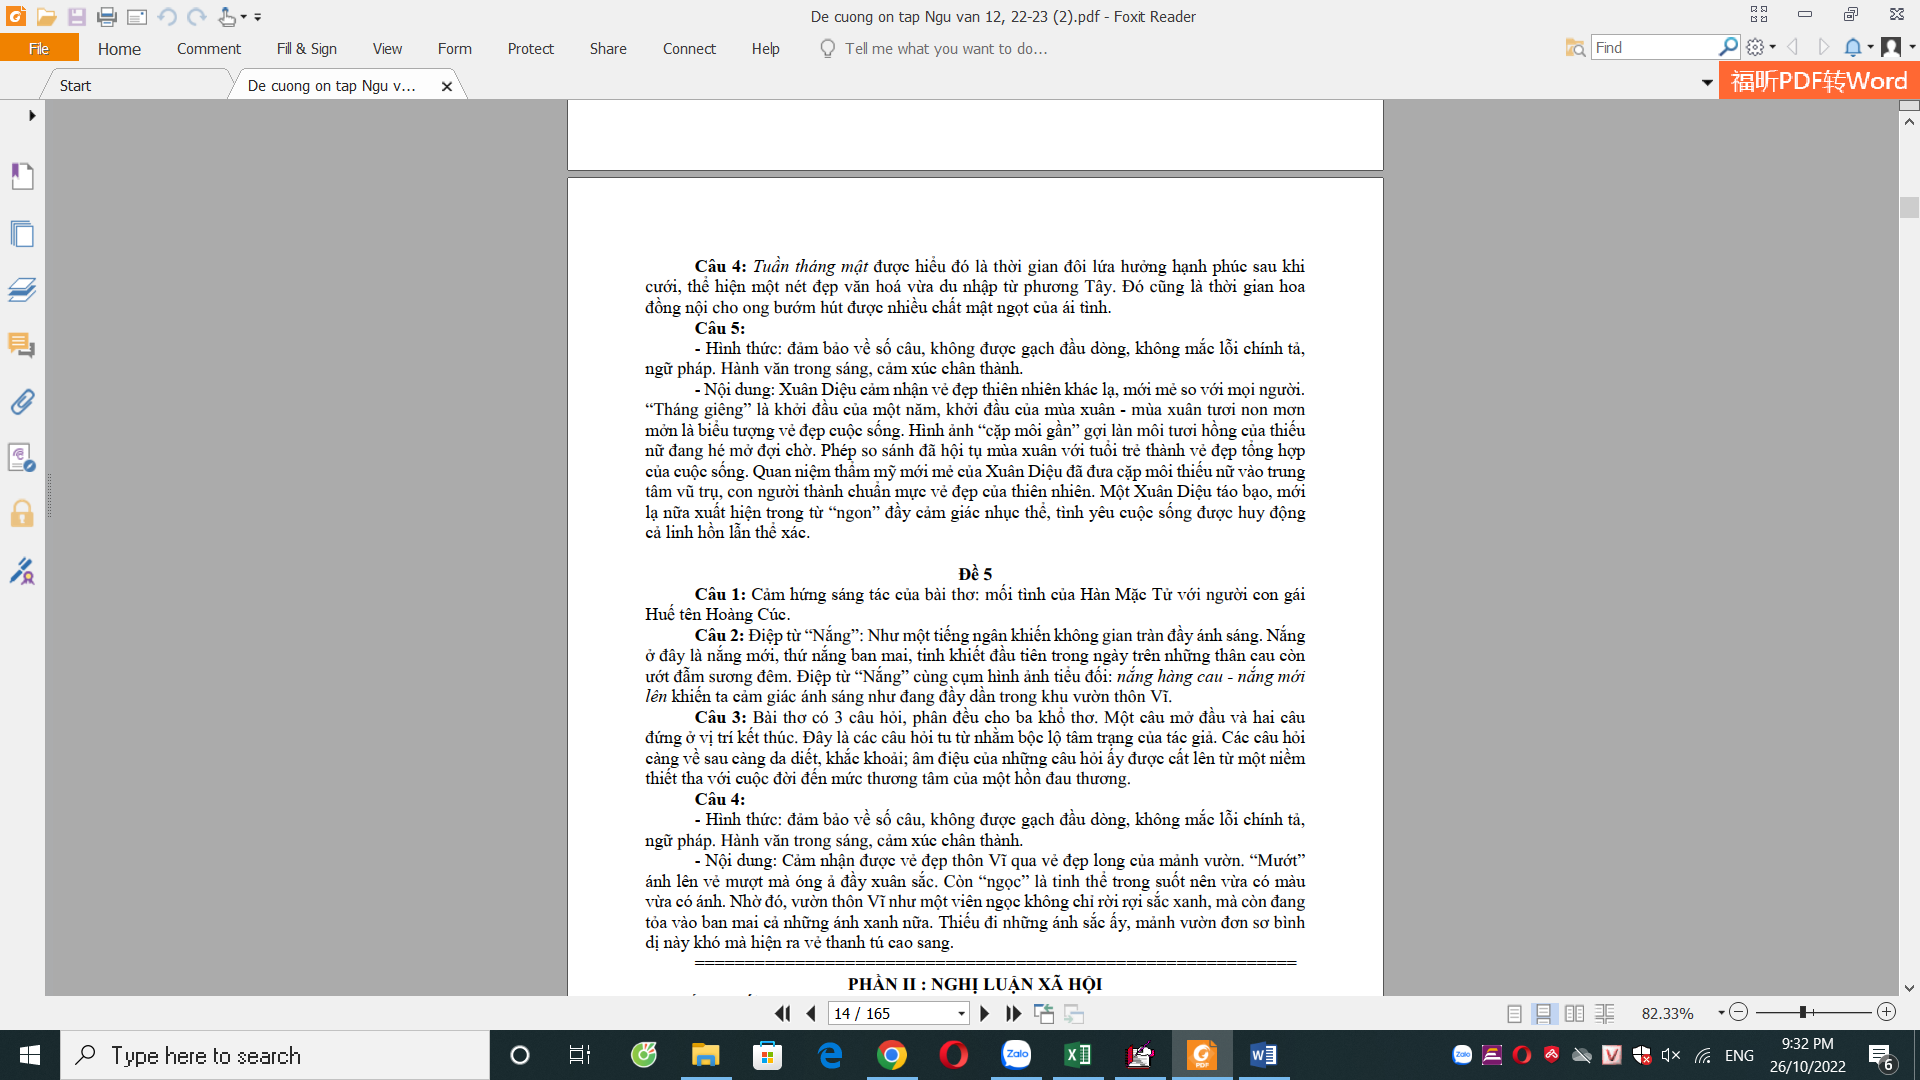 De cuong on tap Ngu van 12, 22-23 (2).pdf - Foxit Reader
File Home Comment Fill & Sign View Form Protect Share Connect Help Tell me what you want to do... Find
Start De cuong on tap Ngu v... 福昕PDF转Word
Câu 4: Tuần tháng mật được hiểu đó là thời gian đôi lứa hưởng hạnh phúc sau khi
cưới, thể hiện một nét đẹp văn hoá vừa du nhập từ phương Tây. Đó cũng là thời gian hoa
đồng nội cho ong bướm hút được nhiều chất mật ngọt của ái tình.
Câu 5:
- Hình thức: đảm bảo về số câu, không được gạch đầu dòng, không mắc lỗi chính tả,
ngữ pháp. Hành văn trong sáng, cảm xúc chân thành.
- Nội dung: Xuân Diệu cảm nhận vẻ đẹp thiên nhiên khác lạ, mới mẻ so với mọi người.
“Tháng giêng” là khởi đầu của một năm, khởi đầu của mùa xuân - mùa xuân tươi non mơn
mởn là biểu tượng vẻ đẹp cuộc sống. Hình ảnh “cặp môi gần” gợi làn môi tươi hồng của thiếu
nữ đang hé mở đợi chờ. Phép so sánh đã hội tụ mùa xuân với tuổi trẻ thành vẻ đẹp tổng hợp
của cuộc sống. Quan niệm thẩm mỹ mới mẻ của Xuân Diệu đã đưa cặp môi thiếu nữ vào trung
tâm vũ trụ, con người thành chuẩn mực vẻ đẹp của thiên nhiên. Một Xuân Diệu táo bạo, mới
lạ nữa xuất hiện trong từ “ngon” đầy cảm giác nhục thể, tình yêu cuộc sống được huy động
cả linh hồn lẫn thể xác.
Đề 5
Câu 1: Cảm hứng sáng tác của bài thơ: mối tình của Hàn Mặc Tử với người con gái
Huế tên Hoàng Cúc.
Câu 2: Điệp từ “Nắng”: Như một tiếng ngân khiến không gian tràn đầy ánh sáng. Nắng
ở đây là nắng mới, thứ nắng ban mai, tinh khiết đầu tiên trong ngày trên những thân cau còn
ướt đẫm sương đêm. Điệp từ “Nắng” cùng cụm hình ảnh tiểu đối: nắng hàng cau - nắng mới
lên khiến ta cảm giác ánh sáng như đang đầy dần trong khu vườn thôn Vĩ.
Câu 3: Bài thơ có 3 câu hỏi, phân đều cho ba khổ thơ. Một câu mở đầu và hai câu
đứng ở vị trí kết thúc. Đây là các câu hỏi tu từ nhằm bộc lộ tâm trạng của tác giả. Các câu hỏi
càng về sau càng da diết, khắc khoải; âm điệu của những câu hỏi ấy được cất lên từ một niềm
thiết tha với cuộc đời đến mức thương tâm của một hồn đau thương.
Câu 4:
- Hình thức: đảm bảo về số câu, không được gạch đầu dòng, không mắc lỗi chính tả,
ngữ pháp. Hành văn trong sáng, cảm xúc chân thành.
- Nội dung: Cảm nhận được vẻ đẹp thôn Vĩ qua vẻ đẹp long của mảnh vườn. “Mướt”
ánh lên vẻ mượt mà óng ả đầy xuân sắc. Còn “ngọc” là tinh thể trong suốt nên vừa có màu
vừa có ánh. Nhờ đó, vườn thôn Vĩ như một viên ngọc không chỉ rời rợi sắc xanh, mà còn đang
tỏa vào ban mai cả những ánh xanh nữa. Thiếu đi những ánh sắc ấy, mảnh vườn đơn sơ bình
dị này khó mà hiện ra vẻ thanh tú cao sang.
============================================================
PHẦN II : NGHỊ LUẬN XÃ HỘI
14 / 165 82.33%
Type here to search Zalo PDF Zalo ENG 9:32 PM
26/10/2022 6